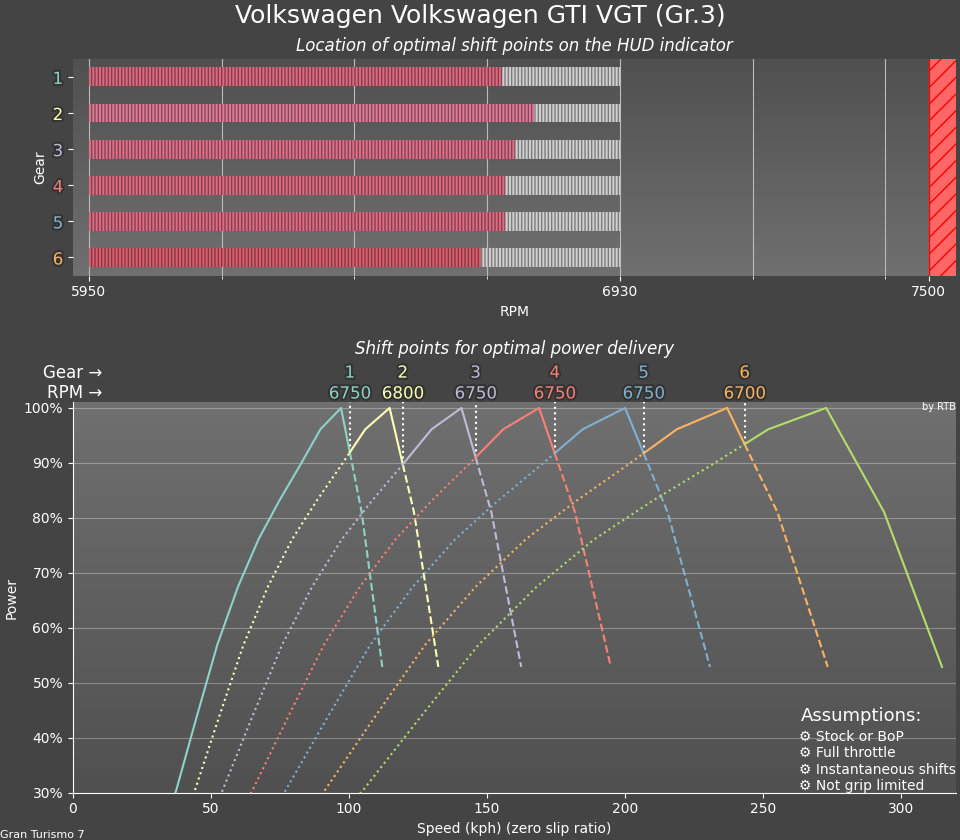 Volkswagen Volkswagen GTI VGT (Gr.3)
Location of optimal shift points on the HUD indicator
Gear
1
2
3
4
5
6
5950 6930 7500
RPM
Shift points for optimal power delivery
Gear → 1 2 3 4 5 6
RPM → 6750 6800 6750 6750 6750 6700
by RTB
Power
100%
90%
80%
70%
60%
50%
40%
30%
Assumptions:
⚙ Stock or BoP
⚙ Full throttle
⚙ Instantaneous shifts
⚙ Not grip limited
0 50 100 150 200 250 300
Speed (kph) (zero slip ratio)
Gran Turismo 7